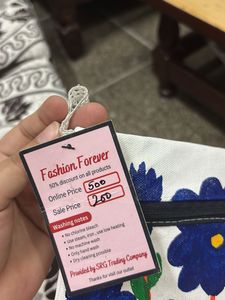 Fashion Forever
50% discount on all products
Online Price 500
Sale Price 250
Washing notes
• No chlorine bleach
• Use steam, iron, use low heating
• No machine wash
• Only hand wash
• Dry cleaning possible
Provided by SRG Trading Company
Thanks for visit our outlet